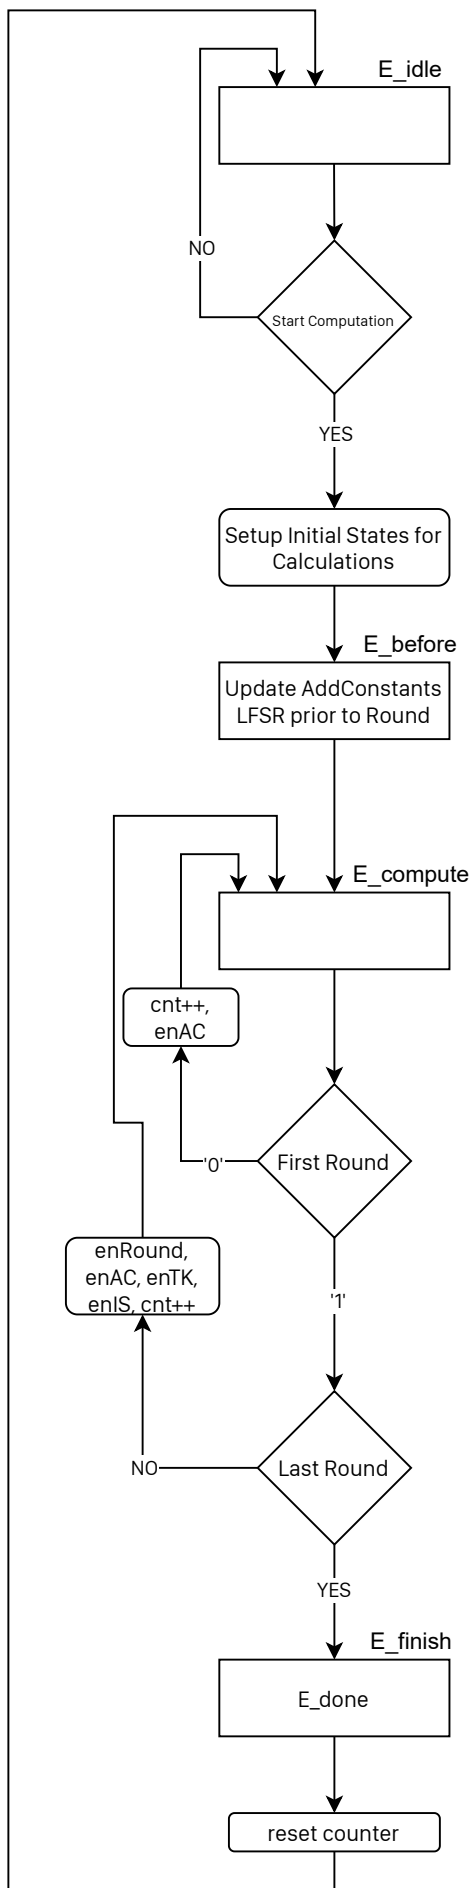 E_idle
NO
Start Computation
YES
Setup Initial States for
Calculations
E_before
Update AddConstants
LFSR prior to Round
E_compute
cnt++,
enAC
'0'
First Round
enRound,
enAC, enTK,
enIS, cnt++
'1'
Last Round
NO
YES
E_finish
E_done
reset counter